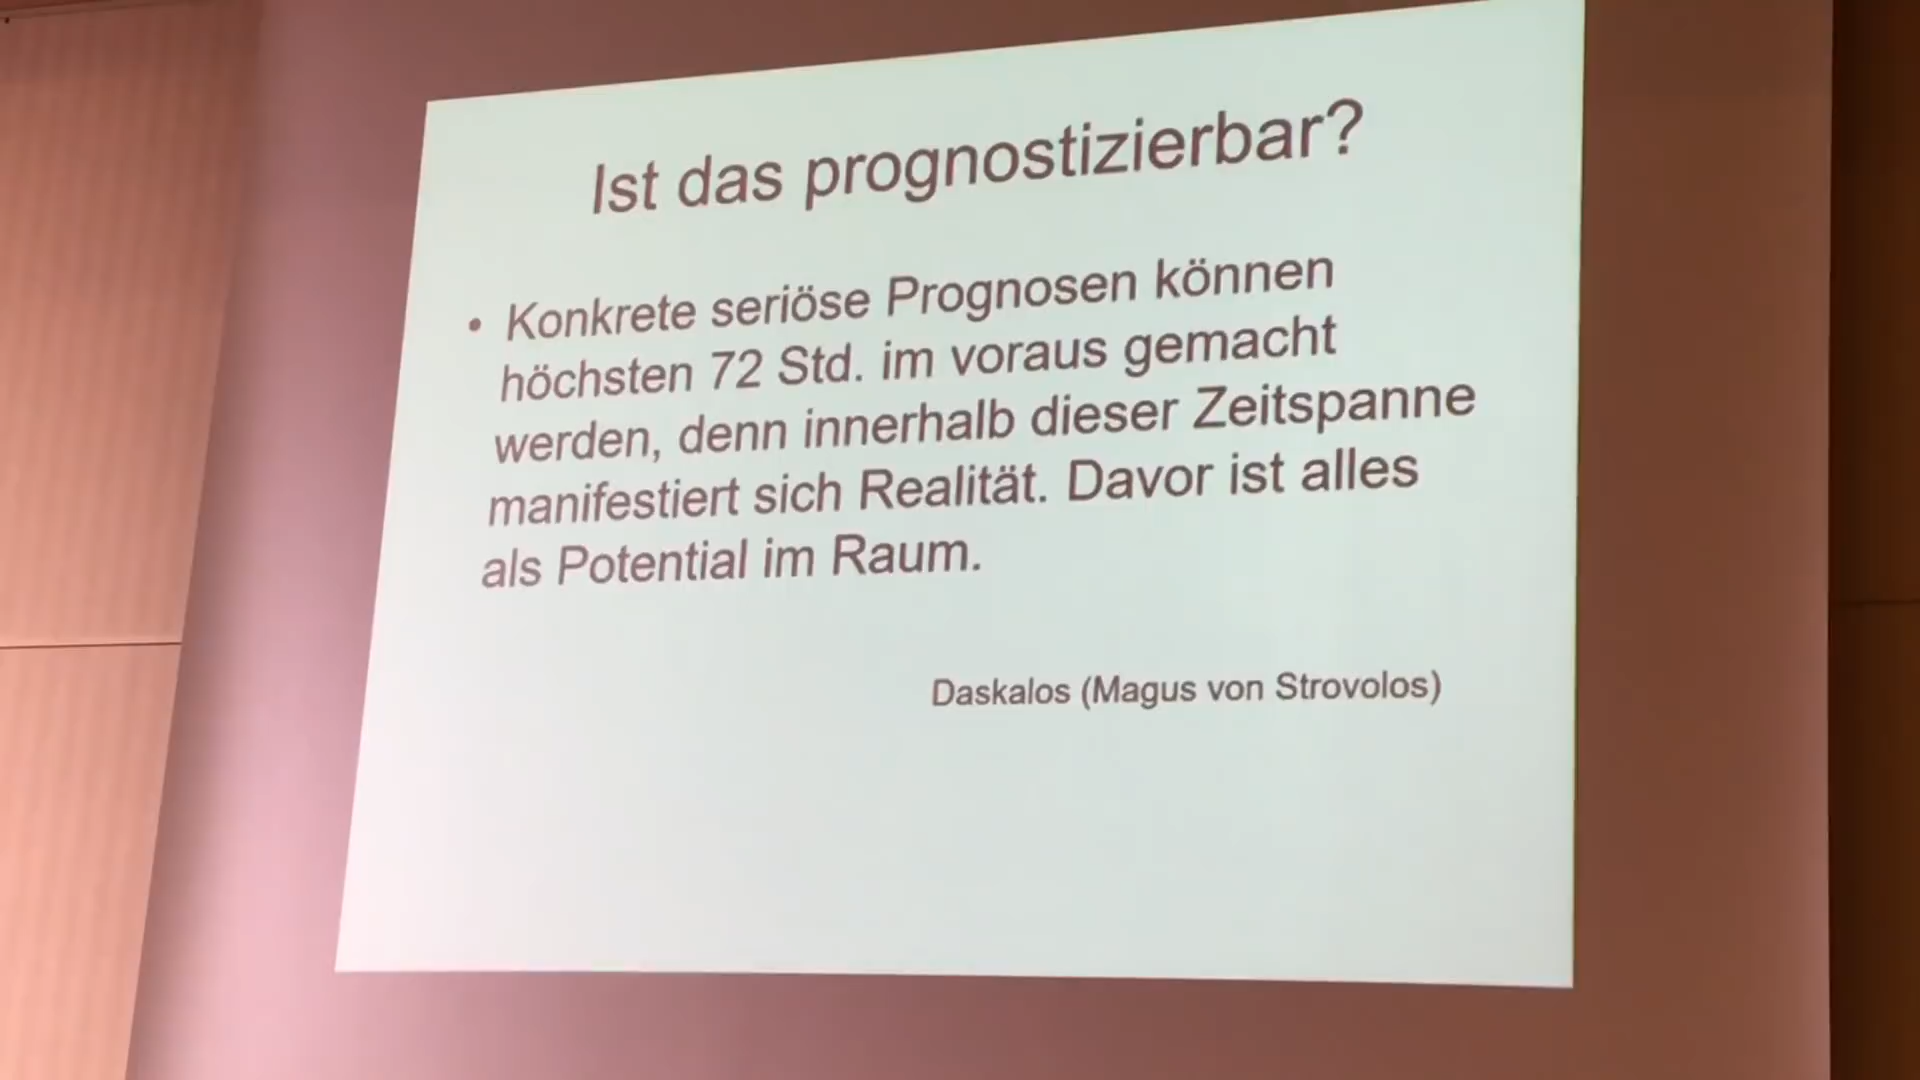 Ist das prognostizierbar?
• Konkrete seriöse Prognosen können
höchsten 72 Std. im voraus gemacht
werden, denn innerhalb dieser Zeitspanne
manifestiert sich Realität. Davor ist alles
als Potential im Raum.
Daskalos (Magus von Strovolos)